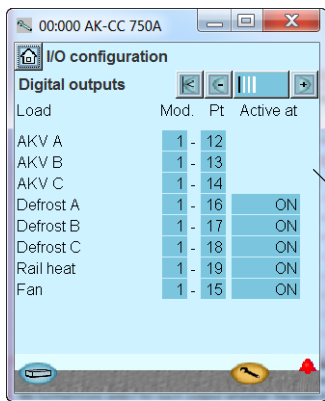 00:000 AK-CC 750A
I/O configuration
Digital outputs
Load Mod. Pt Active at
AKV A 1 - 12
AKV B 1 - 13
AKV C 1 - 14
Defrost A 1 - 16 ON
Defrost B 1 - 17 ON
Defrost C 1 - 18 ON
Rail heat 1 - 19 ON
Fan 1 - 15 ON